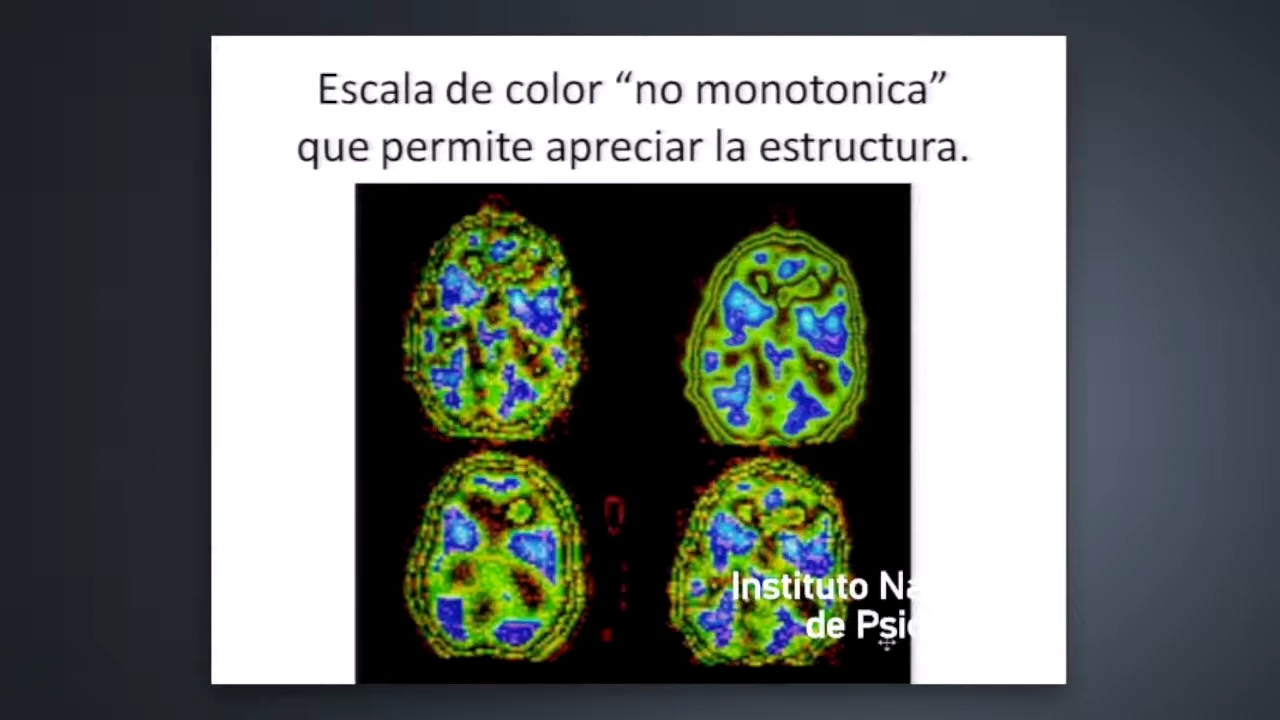 Escala de color “no monotonica”
que permite apreciar la estructura.
Instituto
de